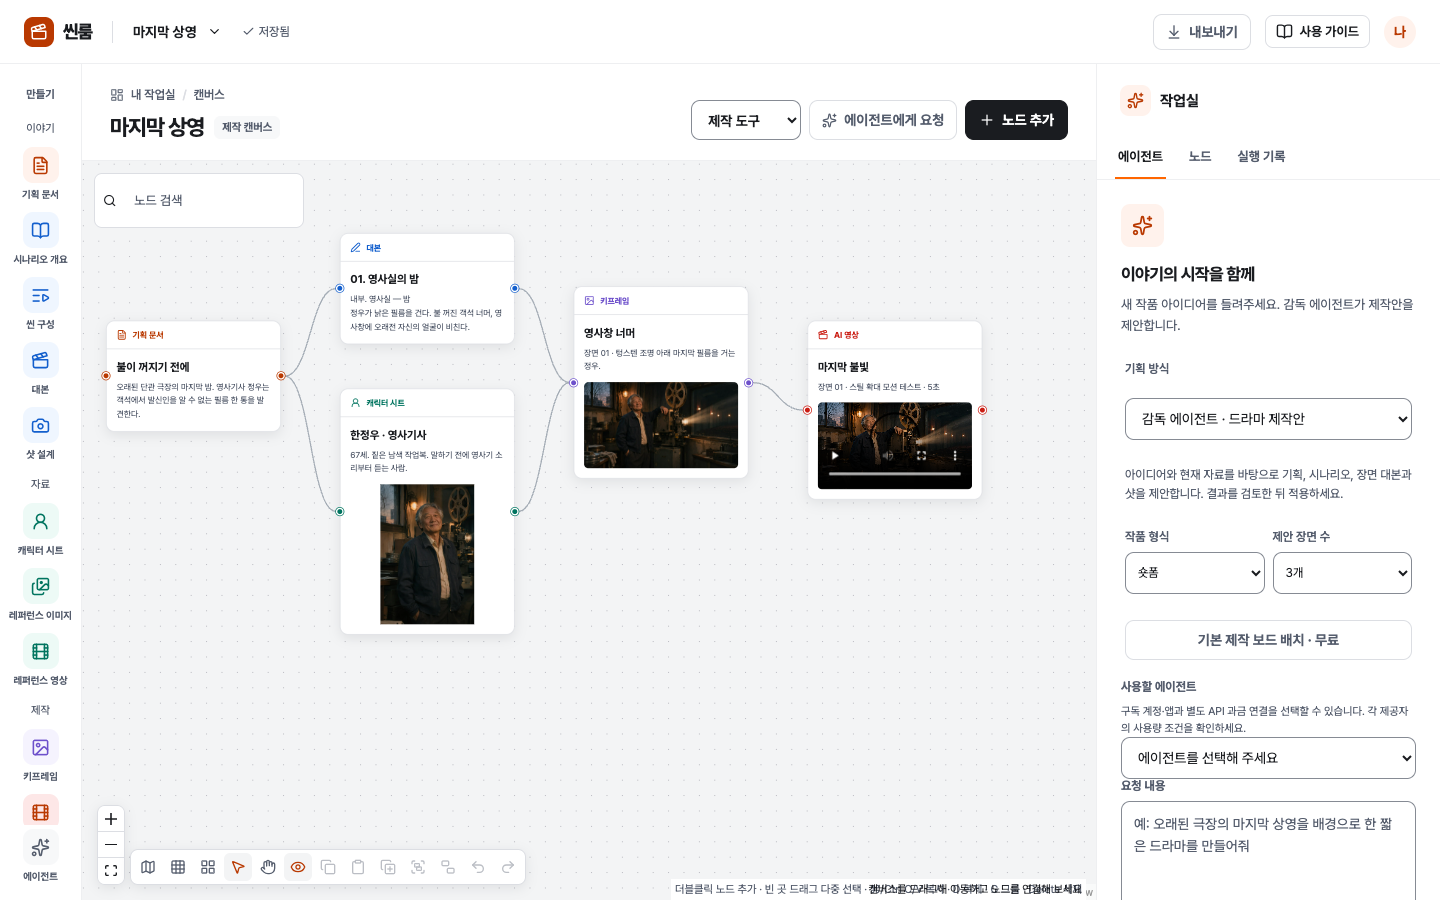 씬룸
마지막 상영
저장됨
내보내기
사용 가이드
나
만들기
이야기
기획 문서
시나리오 개요
씬 구성
대본
샷 설계
자료
캐릭터 시트
레퍼런스 이미지
레퍼런스 영상
제작
키프레임
에이전트
내 작업실 / 캔버스
마지막 상영
제작 캔버스
제작 도구
에이전트에게 요청
노드 추가
노드 검색
기획 문서
불이 꺼지기 전에
오래된 단관 극장의 마지막 밤. 영사기사 정우는
객석에서 발신인을 알 수 없는 필름 한 통을 발
견한다.
대본
01. 영사실의 밤
내부. 영사실 — 밤
정우가 낡은 필름을 건다. 불 꺼진 객석 너머, 영
사창에 오래전 자신의 얼굴이 비친다.
캐릭터 시트
한정우 · 영사기사
67세. 짙은 남색 작업복. 말하기 전에 영사기 소
리부터 듣는 사람.
키프레임
영사창 너머
장면 01 · 텅스텐 조명 아래 마지막 필름을 거는
정우.
AI 영상
마지막 불빛
장면 01 · 스틸 확대 모션 테스트 · 5초
더블클릭 노드 추가 · 빈 곳 드래그 다중 선택 ·
작업실
에이전트
노드
실행 기록
이야기의 시작을 함께
새 작품 아이디어를 들려주세요. 감독 에이전트가 제작안을
제안합니다.
기획 방식
감독 에이전트 · 드라마 제작안
아이디어와 현재 자료를 바탕으로 기획, 시나리오, 장면 대본과
샷을 제안합니다. 결과를 검토한 뒤 적용하세요.
작품 형식
제안 장면 수
숏폼
3개
기본 제작 보드 배치 · 무료
사용할 에이전트
구독 계정·앱과 별도 API 과금 연결을 선택할 수 있습니다. 각 제공자
의 사용량 조건을 확인하세요.
에이전트를 선택해 주세요
요청 내용
예: 오래된 극장의 마지막 상영을 배경으로 한 짧
은 드라마를 만들어줘